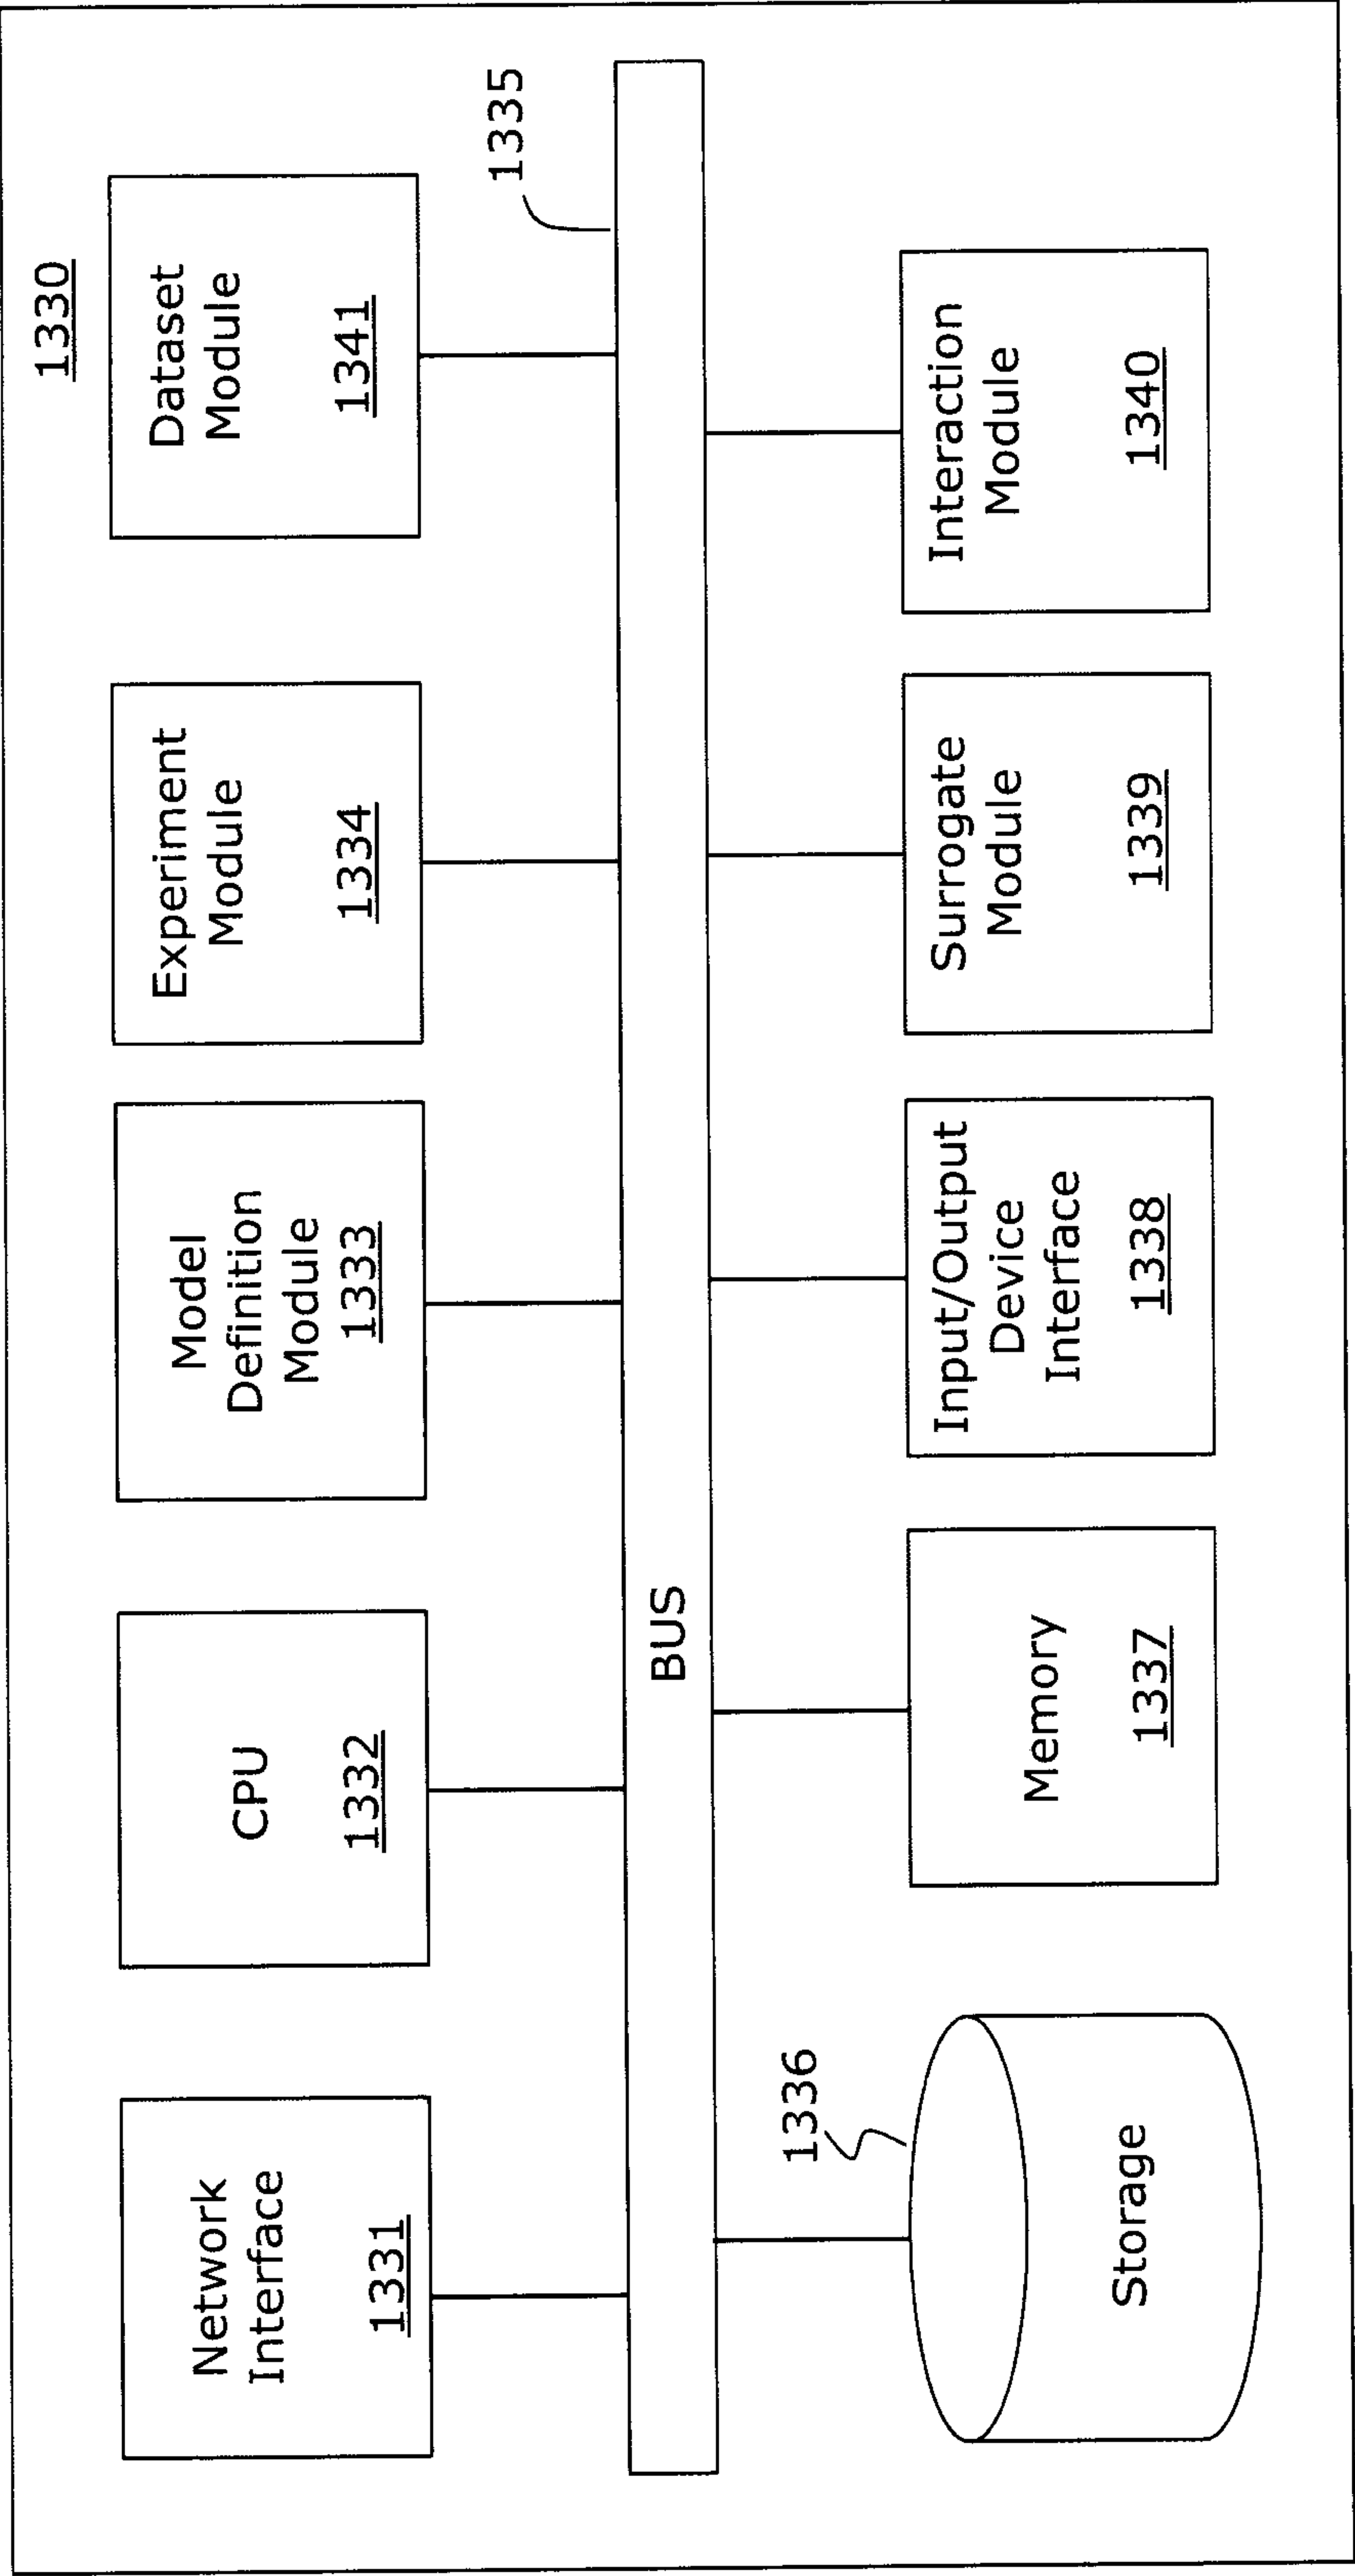 1330
Network
Interface
1331
CPU
1332
Model
Definition
Module
1333
Experiment
Module
1334
Dataset
Module
1341
1335
BUS
1336
Storage
Memory
1337
Input/Output
Device
Interface
1338
Surrogate
Module
1339
Interaction
Module
1340